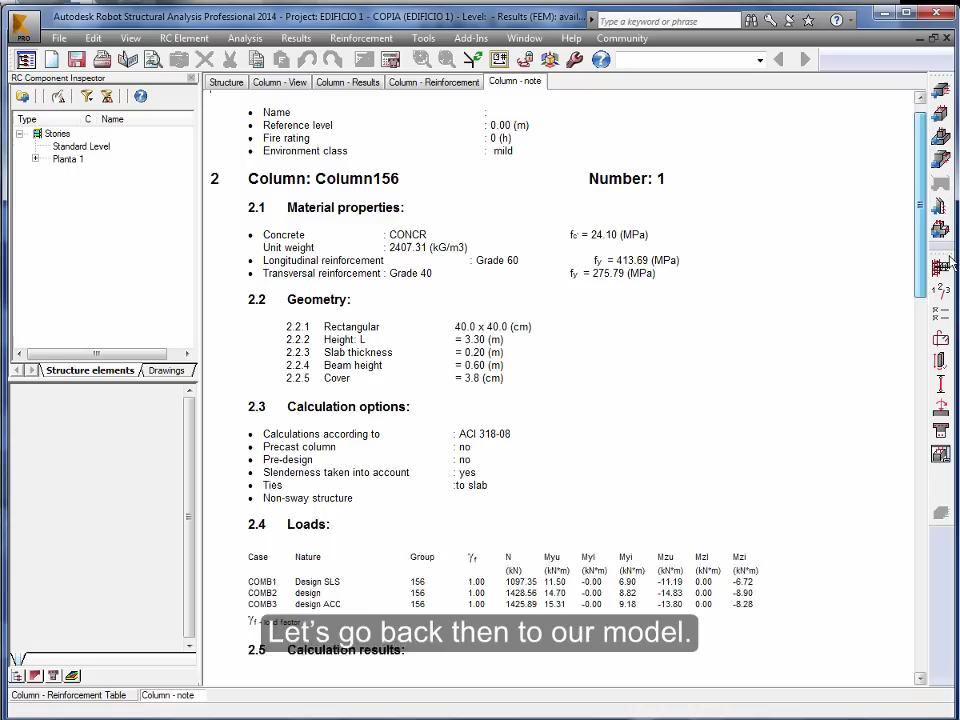 Autodesk Robot Structural Analysis Professional 2014 - Project: EDIFICIO 1 - COPIA (EDIFICIO 1) - Level:  - Results (FEM): avail...
Type a keyword or phrase
PRO
File Edit View RC Element Analysis Results Reinforcement Tools Add-Ins Window Help Community
RC Component Inspector
Structure Column - View Column - Results Column - Reinforcement Column - note
Type C Name
Stories
Standard Level
Planta 1
Structure elements Drawings
• Name :
• Reference level : 0.00 (m)
• Fire rating : 0 (h)
• Environment class : mild
2 Column: Column156 Number: 1
2.1 Material properties:
• Concrete : CONCR fc' = 24.10 (MPa)
Unit weight : 2407.31 (kG/m3)
• Longitudinal reinforcement : Grade 60 fy = 413.69 (MPa)
• Transversal reinforcement : Grade 40 fy = 275.79 (MPa)
2.2 Geometry:
2.2.1 Rectangular 40.0 x 40.0 (cm)
2.2.2 Height: L = 3.30 (m)
2.2.3 Slab thickness = 0.20 (m)
2.2.4 Beam height = 0.60 (m)
2.2.5 Cover = 3.8 (cm)
2.3 Calculation options:
• Calculations according to : ACI 318-08
• Precast column : no
• Pre-design : no
• Slenderness taken into account : yes
• Ties :to slab
• Non-sway structure
2.4 Loads:
Case Nature Group γf N Myu Myl Myi Mzu Mzl Mzi
(kN) (kN*m) (kN*m) (kN*m) (kN*m) (kN*m) (kN*m)
COMB1 Design SLS 156 1.00 1097.35 11.50 -0.00 6.90 -11.19 0.00 -6.72
COMB2 design 156 1.00 1428.56 14.70 -0.00 8.82 -14.83 0.00 -8.90
COMB3 design ACC 156 1.00 1425.89 15.31 -0.00 9.18 -13.80 0.00 -8.28
γf - load factor
Let's go back then to our model.
2.5 Calculation results:
Column - Reinforcement Table Column - note